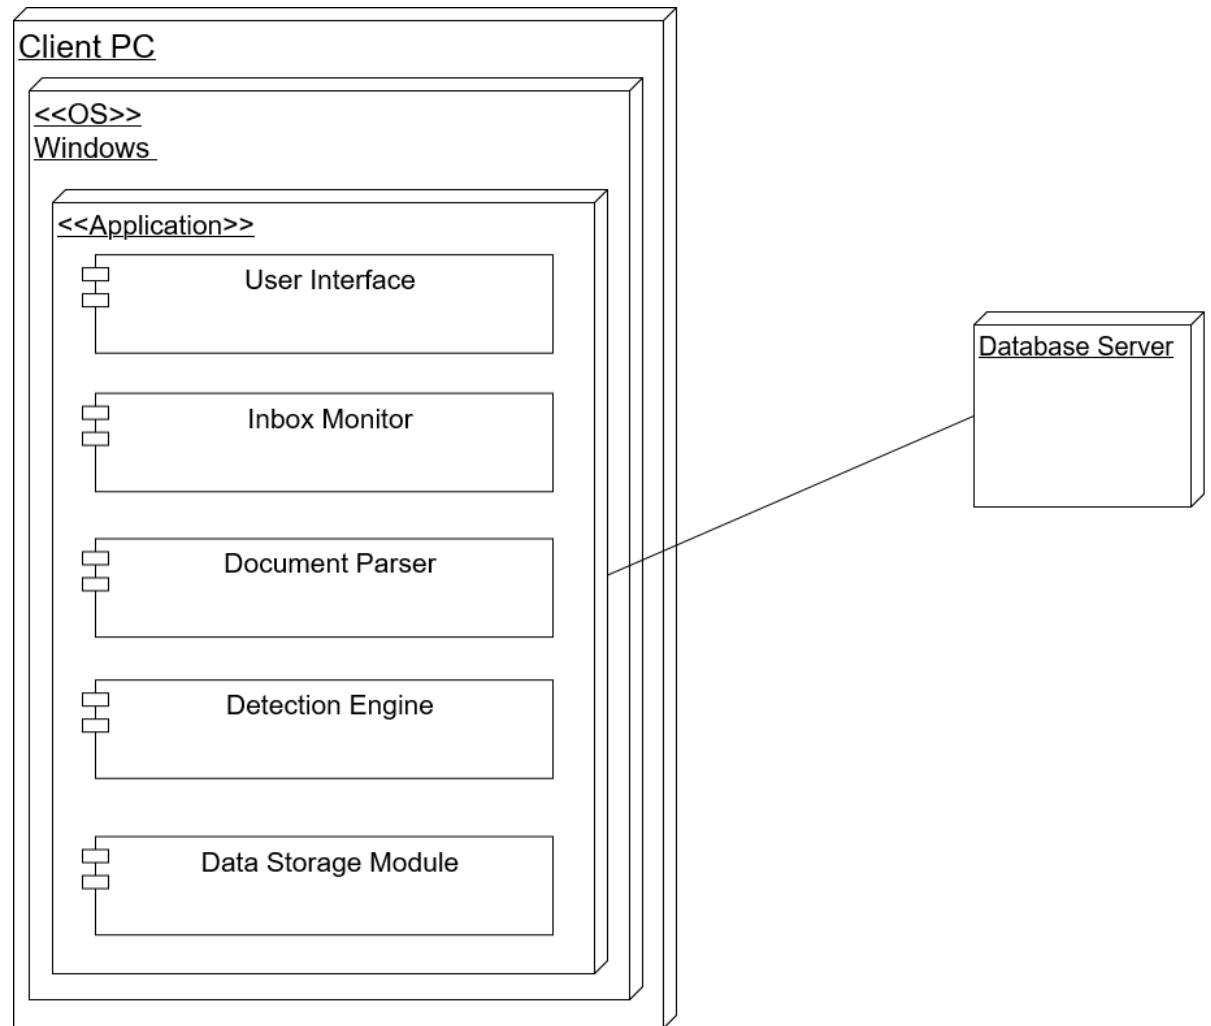 Client PC
<<OS>>
Windows
<<Application>>
User Interface
Inbox Monitor
Document Parser
Detection Engine
Data Storage Module
Database Server